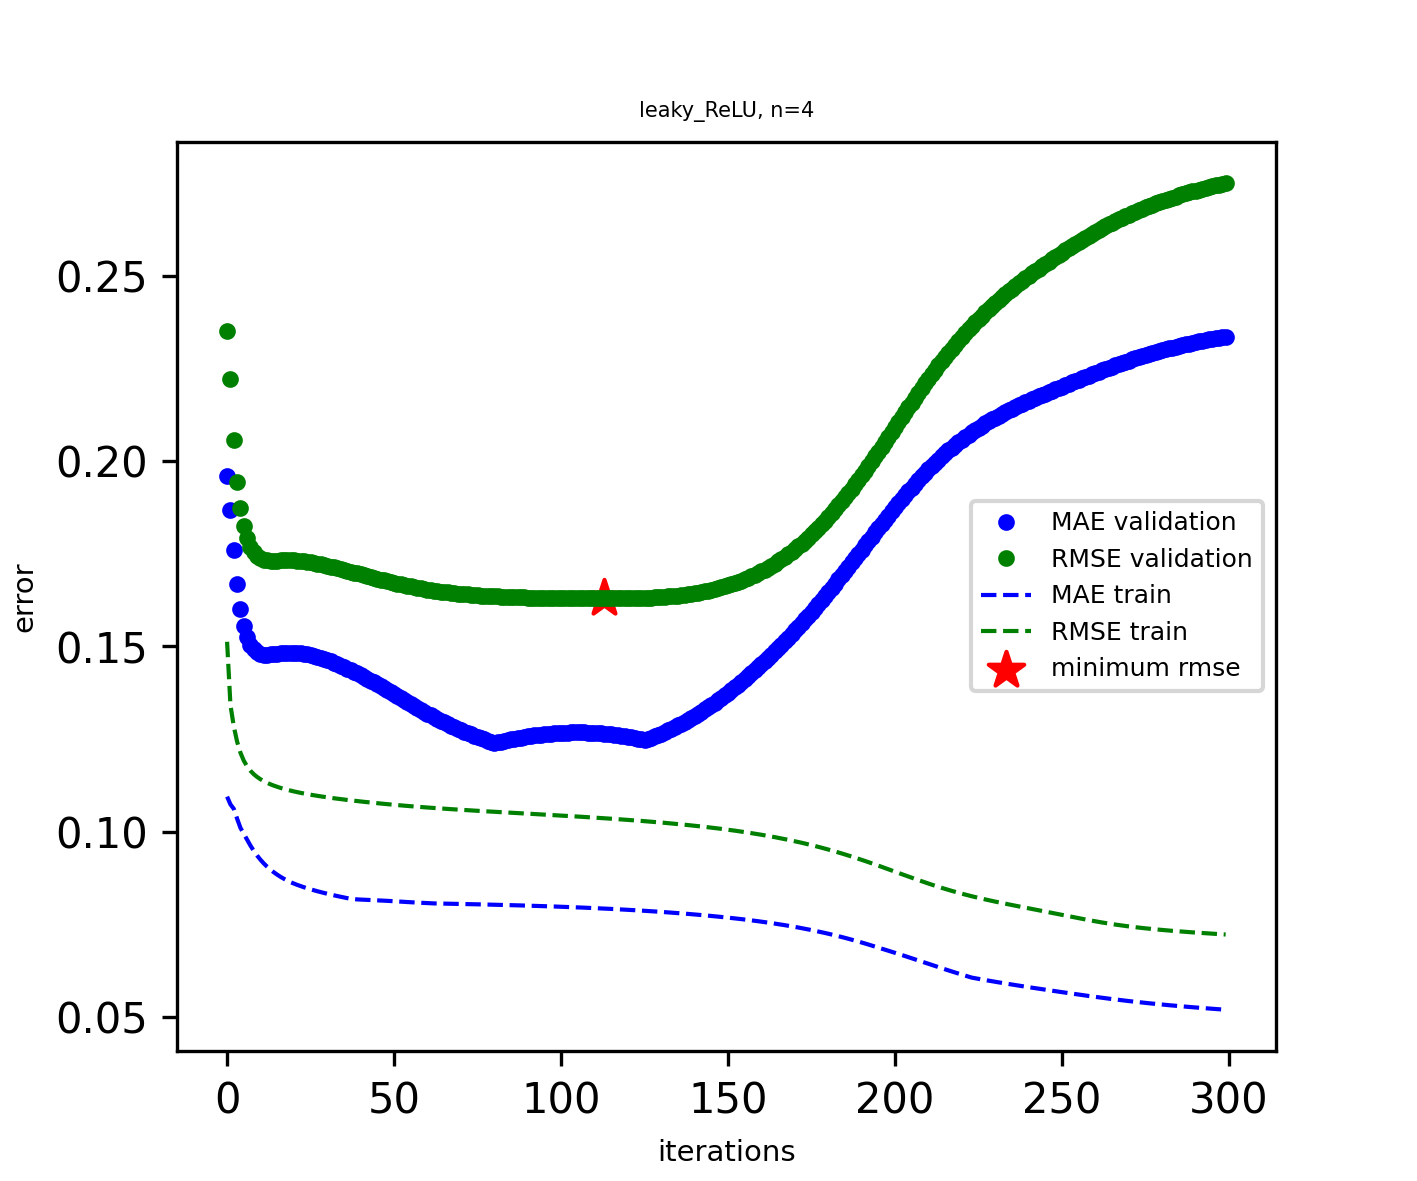 leaky_ReLU, n=4
0.25
0.20
0.15
0.10
0.05
error
MAE validation
RMSE validation
MAE train
RMSE train
minimum rmse
0 50 100 150 200 250 300
iterations